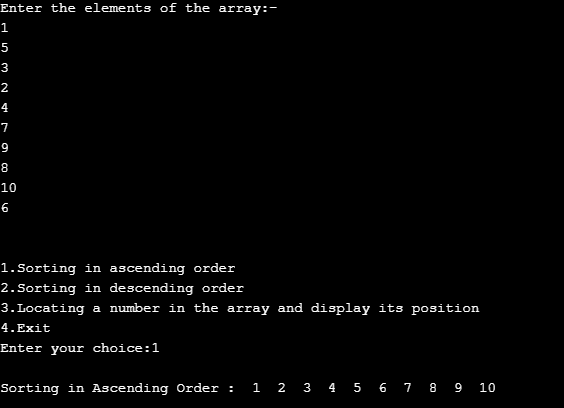 Enter the elements of the array:-
1
5
3
2
4
7
9
8
10
6
1.Sorting in ascending order
2.Sorting in descending order
3.Locating a number in the array and display its position
4.Exit
Enter your choice:1
Sorting in Ascending Order :  1  2  3  4  5  6  7  8  9  10